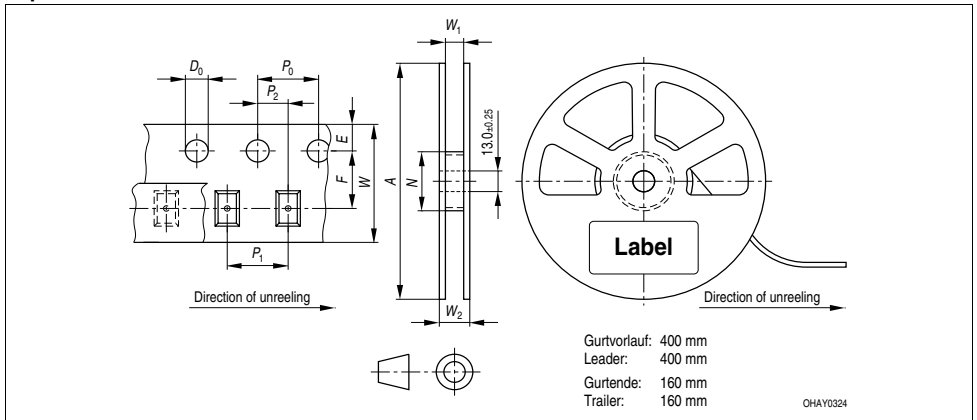 W1
D0
P0
P2
E
F
W
P1
Direction of unreeling
A
N
13.0±0.25
W2
Label
Direction of unreeling
Gurtvorlauf: 400 mm
Leader: 400 mm
Gurtende: 160 mm
Trailer: 160 mm
OHAY0324